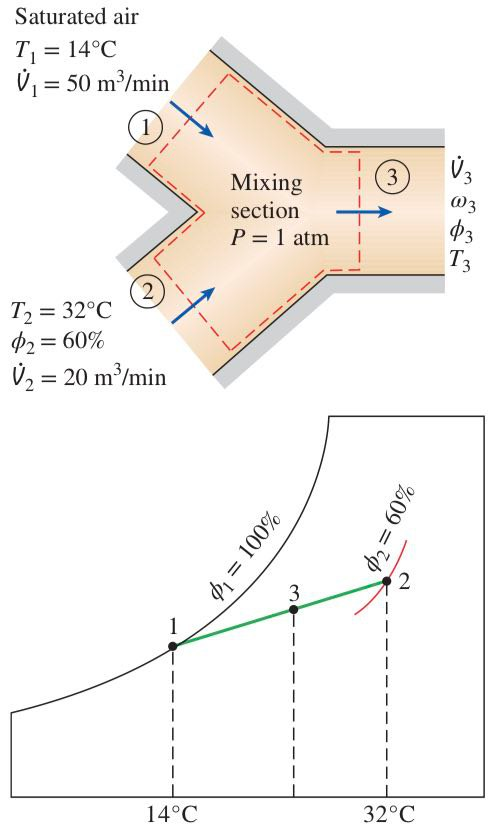 Saturated air
T₁ = 14°C
V̇₁ = 50 m³/min
1
Mixing
section
P = 1 atm
3
V̇₃
ω₃
ϕ₃
T₃
2
T₂ = 32°C
ϕ₂ = 60%
V̇₂ = 20 m³/min
ϕ₁ = 100%
ϕ₂ = 60%
1
3
2
14°C
32°C